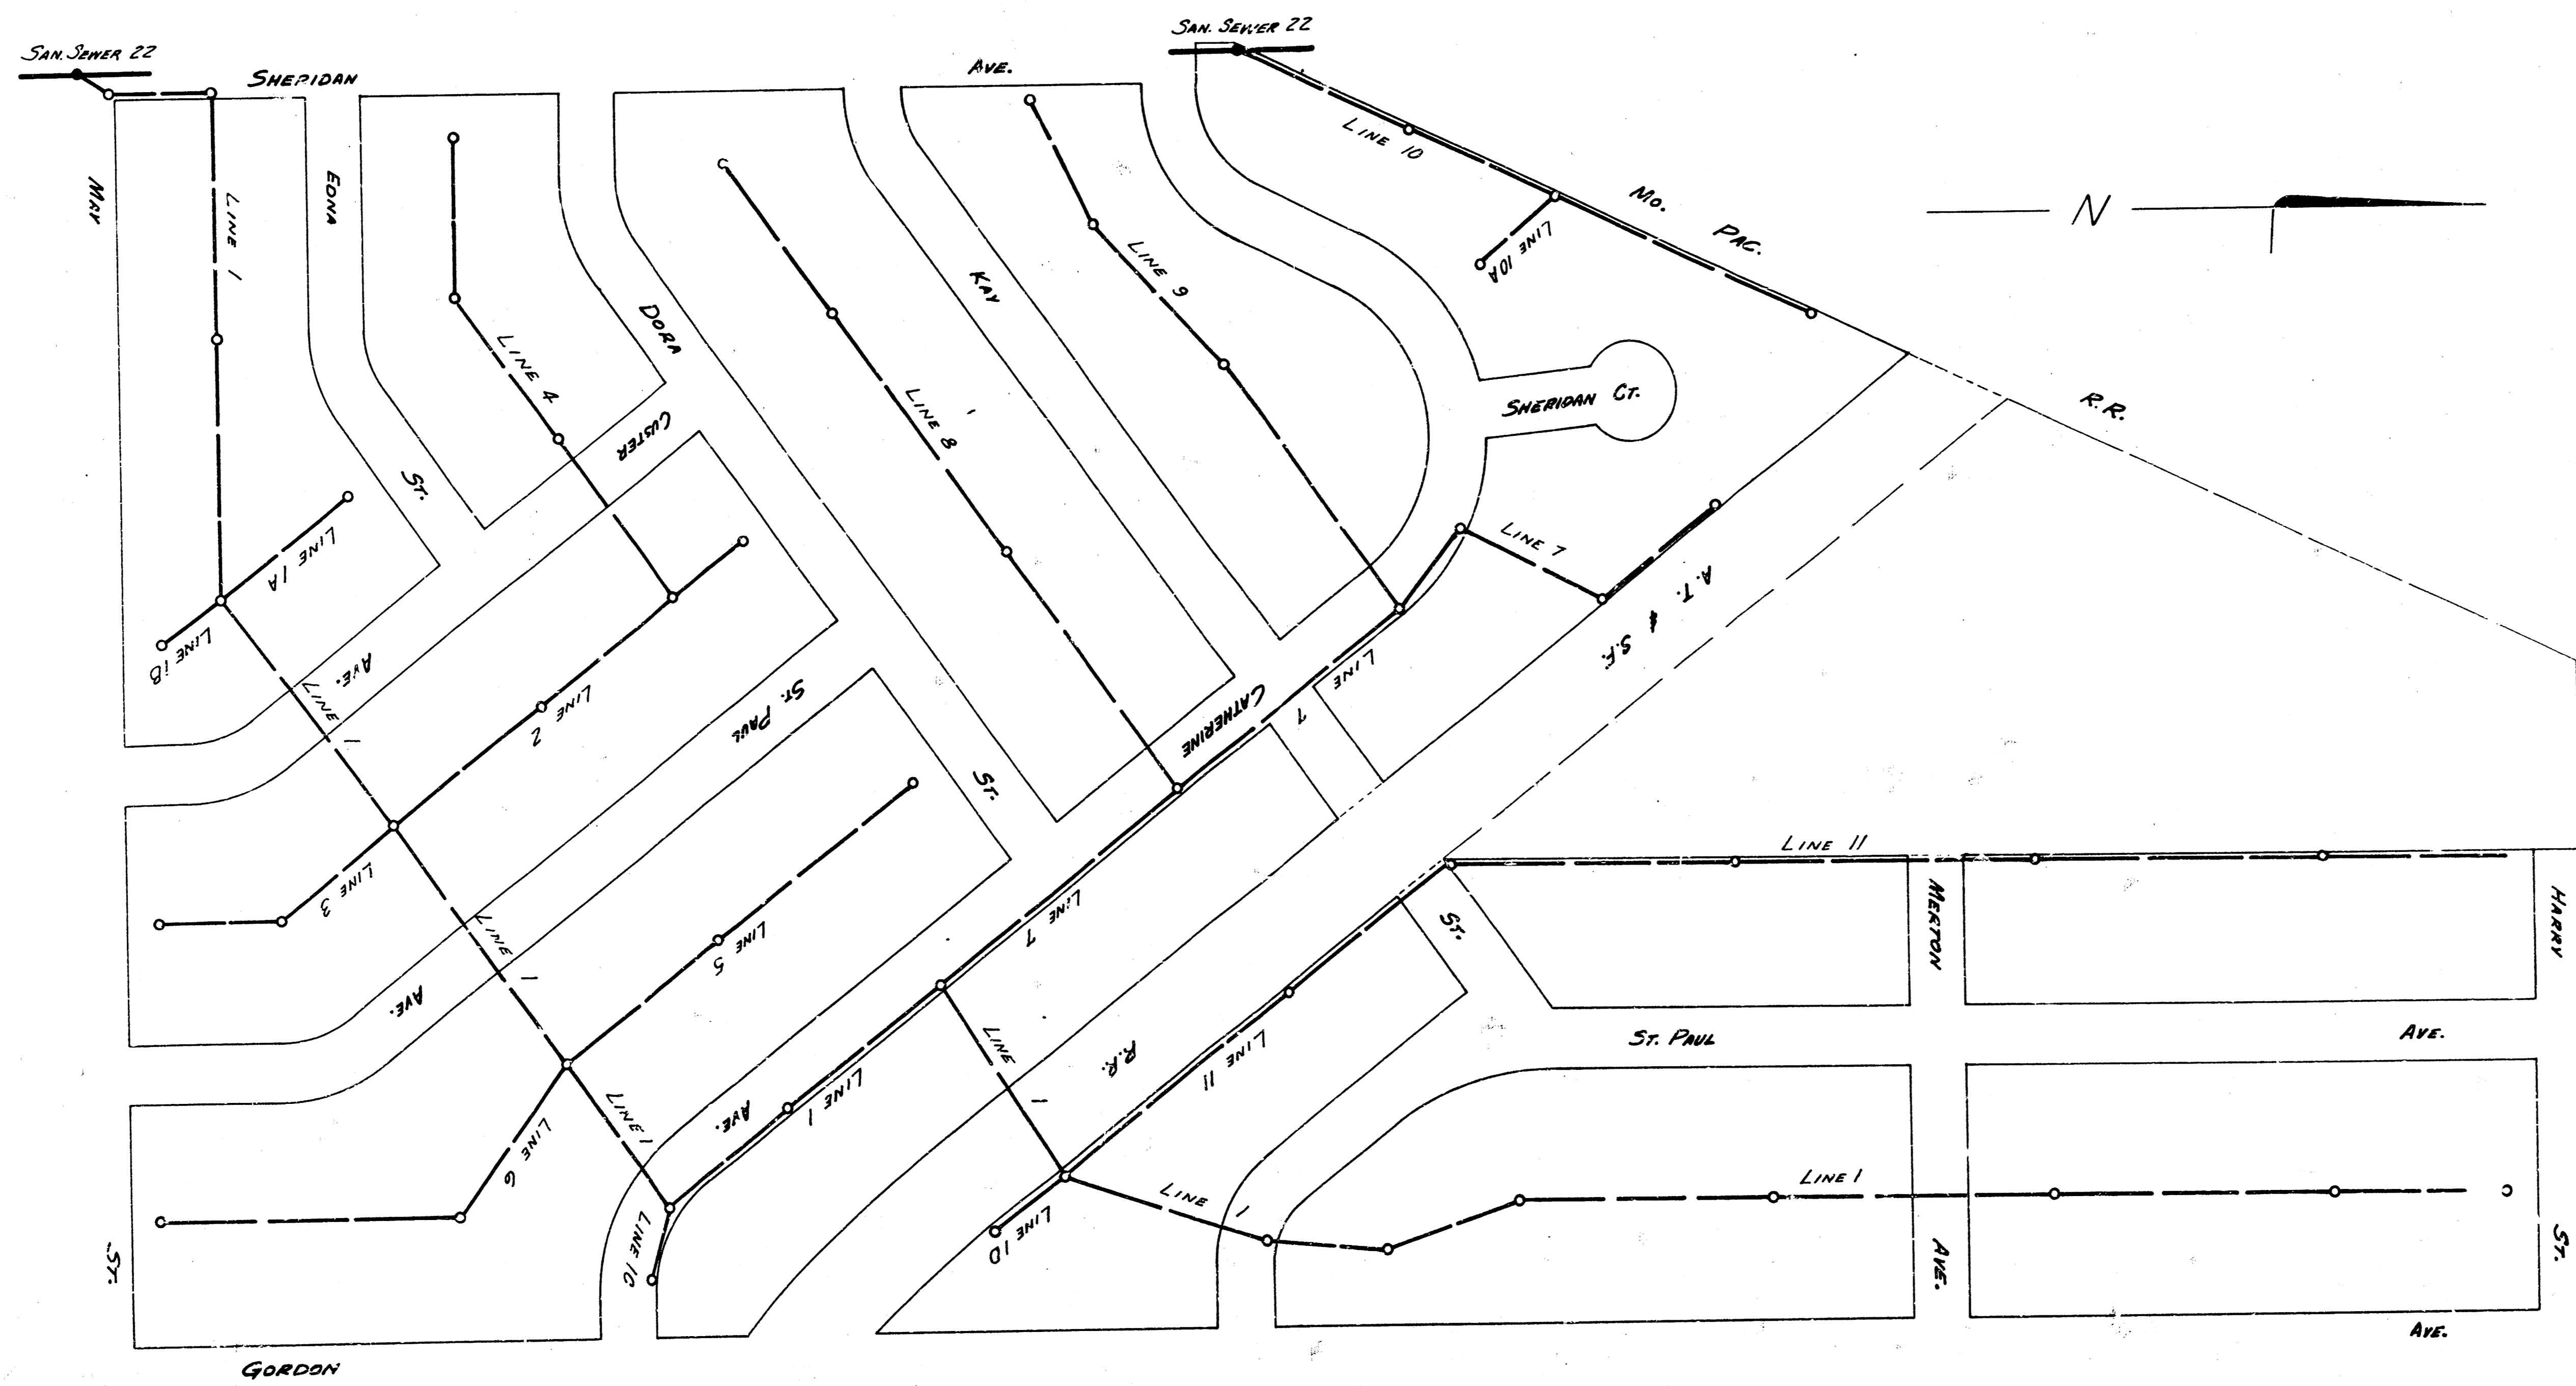 SAN. SEWER 22
SAN. SEWER 22
SHERIDAN
AVE.
MAY
LINE 1
EDNA
LINE 10
MO.
PAC.
N
LINE 10A
KAY
LINE 9
DORA
LINE 4
LINE 8
CUSTER
SHERIDAN CT.
R.R.
ST.
LINE 1A
LINE 7
A.T. & S.F.
LINE 1B
AVE.
LINE 1
LINE 2
ST. PAUL
CATHERINE
LINE 7
ST.
LINE 3
LINE 1
LINE 5
LINE 7
LINE 11
MERTON
HARRY
ST.
AVE.
LINE 1
R.R.
LINE 11
ST. PAUL
AVE.
LINE 1
AVE.
LINE 1
LINE 6
LINE 1
LINE 1
LINE 1C
LINE 1D
ST.
AVE.
ST.
GORDON
AVE.